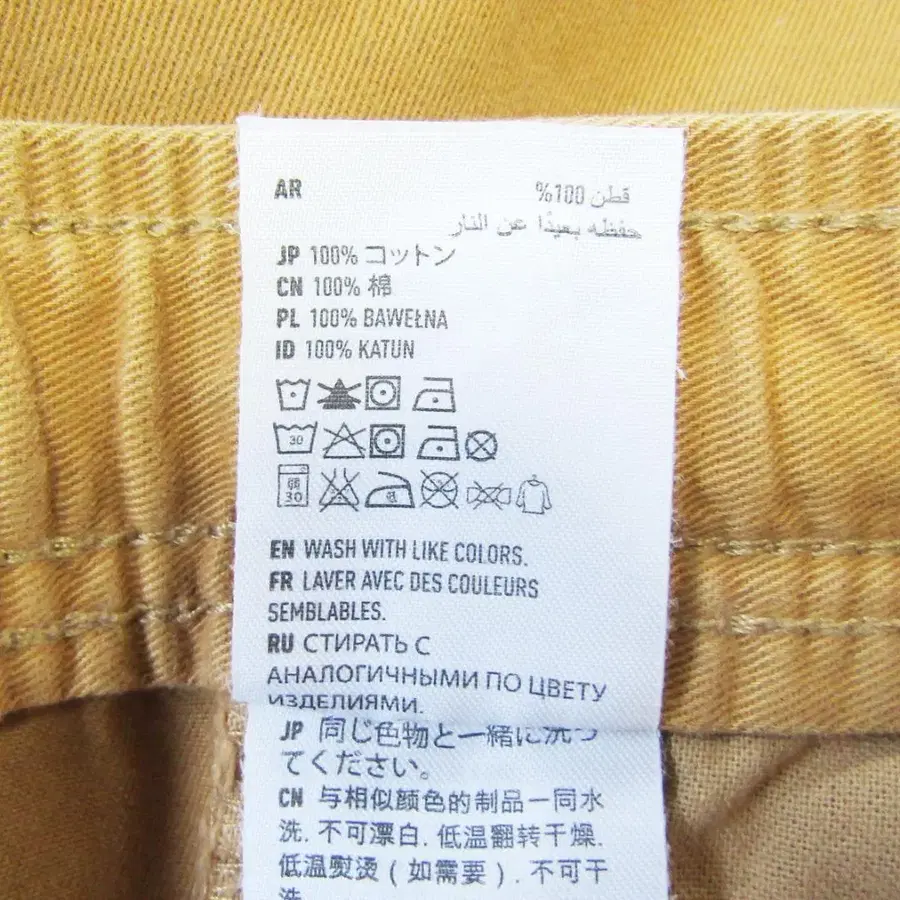 AR
قطن 100%
حفظه بعيدًا عن النار
JP 100% コットン
CN 100% 棉
PL 100% BAWEŁNA
ID 100% KATUN
30
弱
30
EN WASH WITH LIKE COLORS.
FR LAVER AVEC DES COULEURS
SEMBLABLES.
RU СТИРАТЬ С
АНАЛОГИЧНЫМИ ПО ЦВЕТУ
ИЗДЕЛИЯМИ.
JP 同じ色物と一緒に洗っ
てください。
CN 与相似颜色的制品一同水
洗. 不可漂白. 低温翻转干燥.
低温熨烫 ( 如需要 ) . 不可干
洗